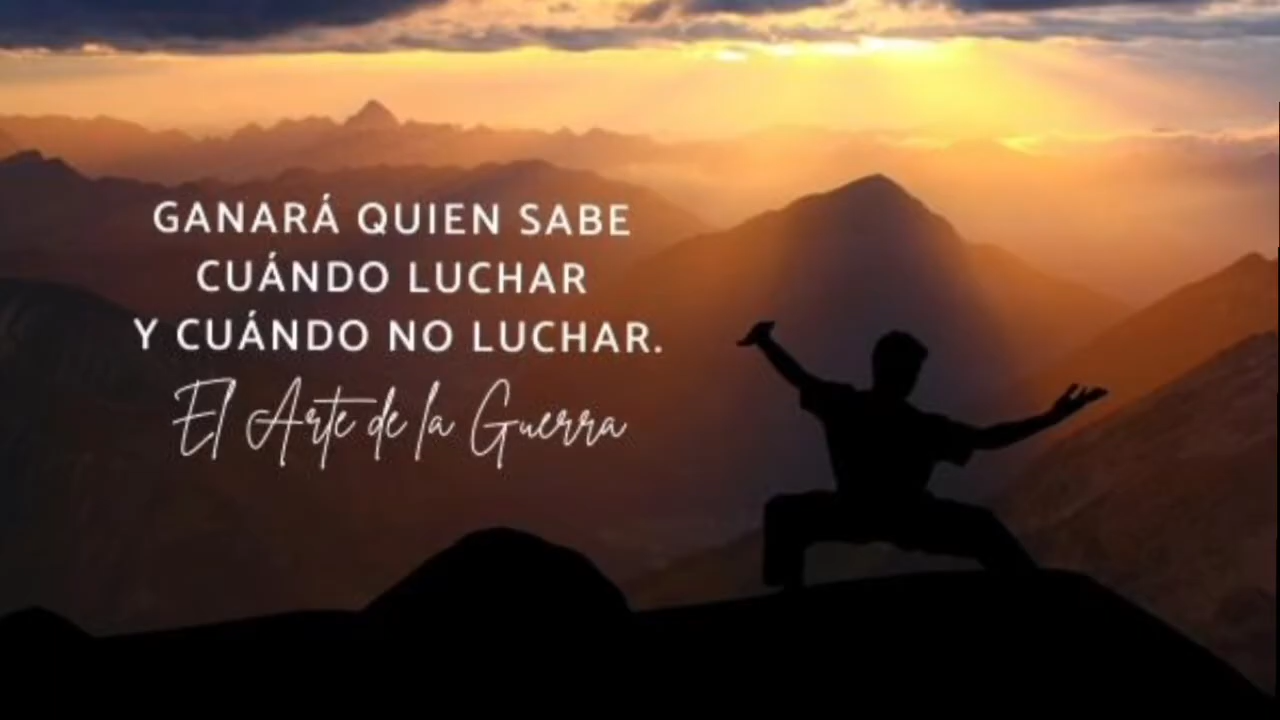 GANARÁ QUIEN SABE
CUÁNDO LUCHAR
Y CUÁNDO NO LUCHAR.
El Arte de la Guerra